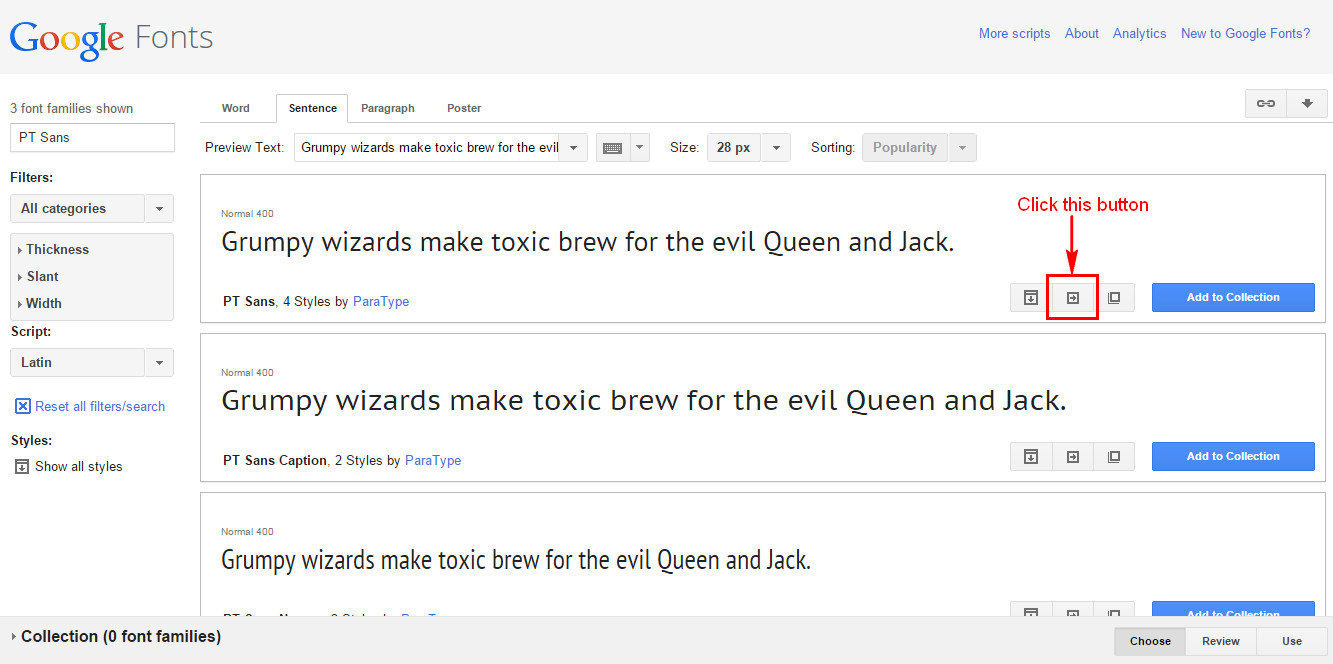 Google Fonts
More scripts About Analytics New to Google Fonts?
3 font families shown
PT Sans
Filters:
All categories
Thickness
Slant
Width
Script:
Latin
Reset all filters/search
Styles:
Show all styles
Word Sentence Paragraph Poster
Preview Text: Grumpy wizards make toxic brew for the evil Size: 28 px Sorting: Popularity
Click this button
Normal 400
Grumpy wizards make toxic brew for the evil Queen and Jack.
PT Sans, 4 Styles by ParaType
Add to Collection
Normal 400
Grumpy wizards make toxic brew for the evil Queen and Jack.
PT Sans Caption, 2 Styles by ParaType
Add to Collection
Normal 400
Grumpy wizards make toxic brew for the evil Queen and Jack.
Add to Collection
Collection (0 font families)
Choose Review Use